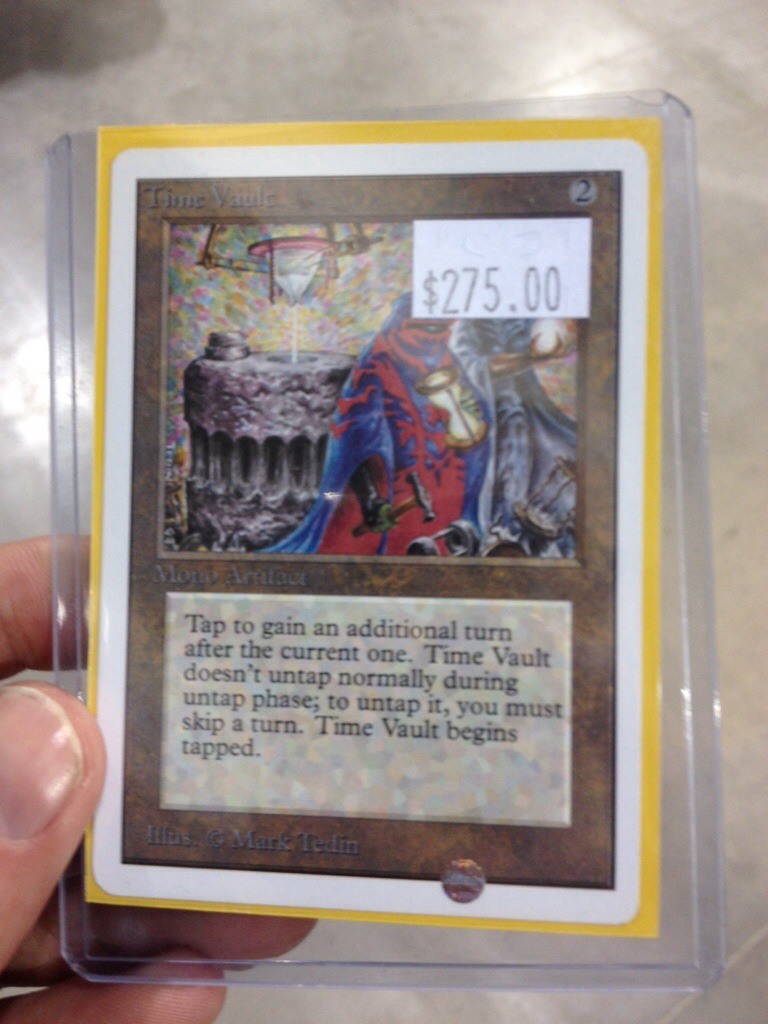 Time Vault
2
$275.00
Mono Artifact
Tap to gain an additional turn
after the current one. Time Vault
doesn't untap normally during
untap phase; to untap it, you must
skip a turn. Time Vault begins
tapped.
Illus. © Mark Tedin